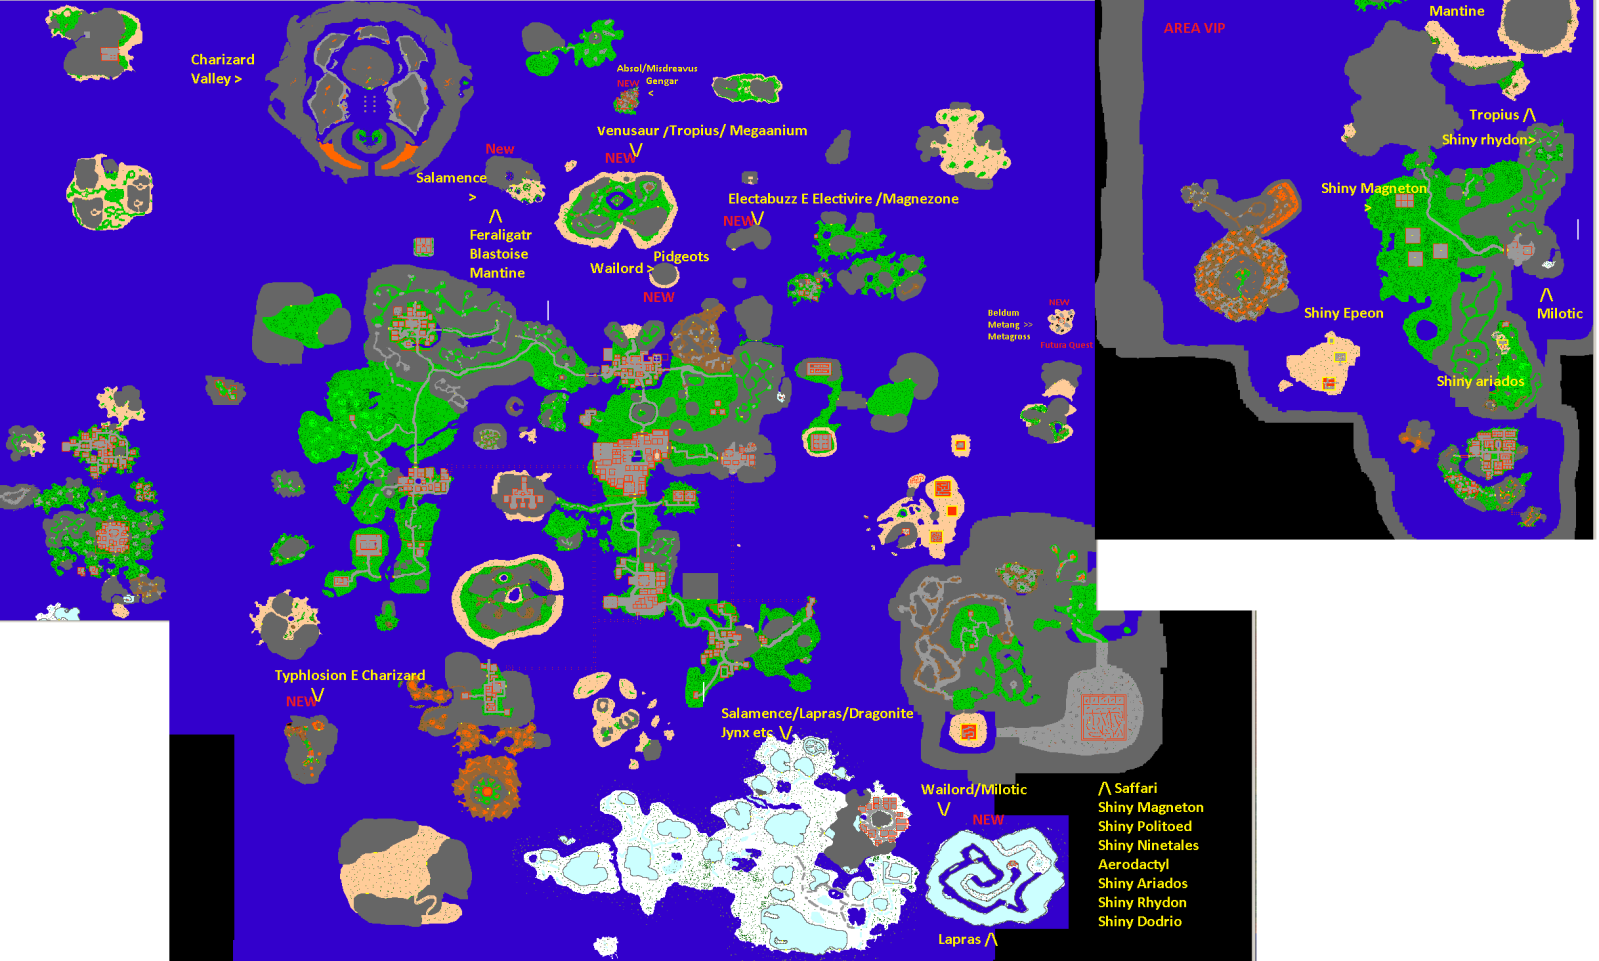 Mantine
AREA VIP
Charizard
Valley >
Absol/Misdreavus
NEW Gengar
<
Tropius /\
Venusaur /Tropius/ Megaanium
\/
NEW
Shiny rhydon>
New
Salamence
>
/\
Feraligatr
Blastoise
Mantine
Shiny Magneton
>
Electabuzz E Electivire /Magnezone
NEW \/
Pidgeots
Wailord >
NEW
/\
Milotic
Shiny Epeon
NEW
Beldum
Metang >>
Metagross
Futura Quest
Shiny ariados
Typhlosion E Charizard
NEW \/
Salamence/Lapras/Dragonite
Jynx etc \/
Wailord/Milotic
\/
NEW
Lapras /\
/\ Saffari
Shiny Magneton
Shiny Politoed
Shiny Ninetales
Aerodactyl
Shiny Ariados
Shiny Rhydon
Shiny Dodrio